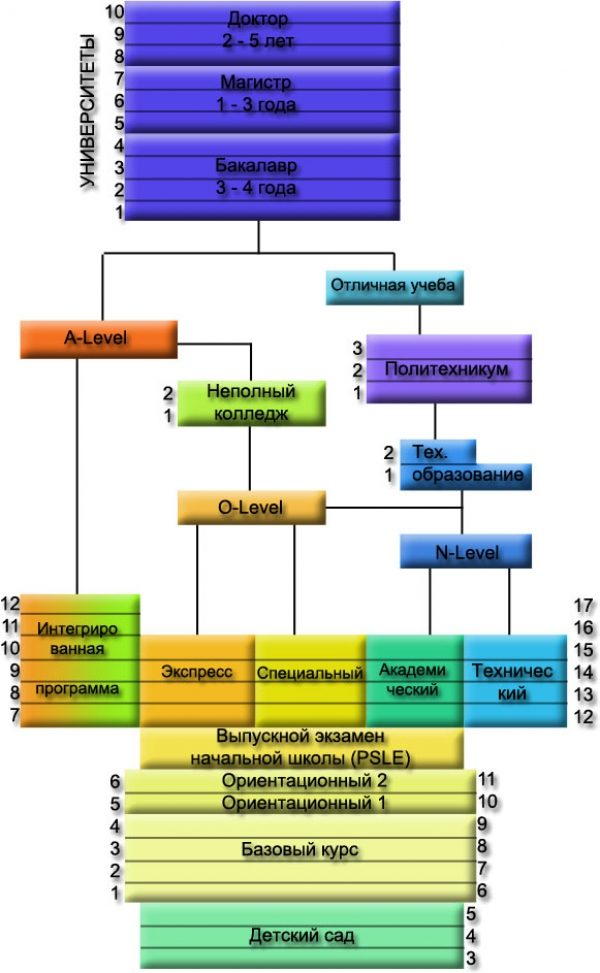 УНИВЕРСИТЕТЫ
10
9
8
Доктор
2 - 5 лет
7
6
5
Магистр
1 - 3 года
4
3
2
1
Бакалавр
3 - 4 года
Отличная учеба
A-Level
3
2
1
Политехникум
2
1
Неполный
колледж
2
1
Тех.
образование
O-Level
N-Level
12
11
10
9
8
7
Интегриро
ванная
программа
Экспресс
Специальный
Академи
ческий
Техничес
кий
17
16
15
14
13
12
Выпускной экзамен
начальной школы (PSLE)
6
Ориентационный 2
11
5
Ориентационный 1
10
4
3
2
1
Базовый курс
9
8
7
6
Детский сад
5
4
3